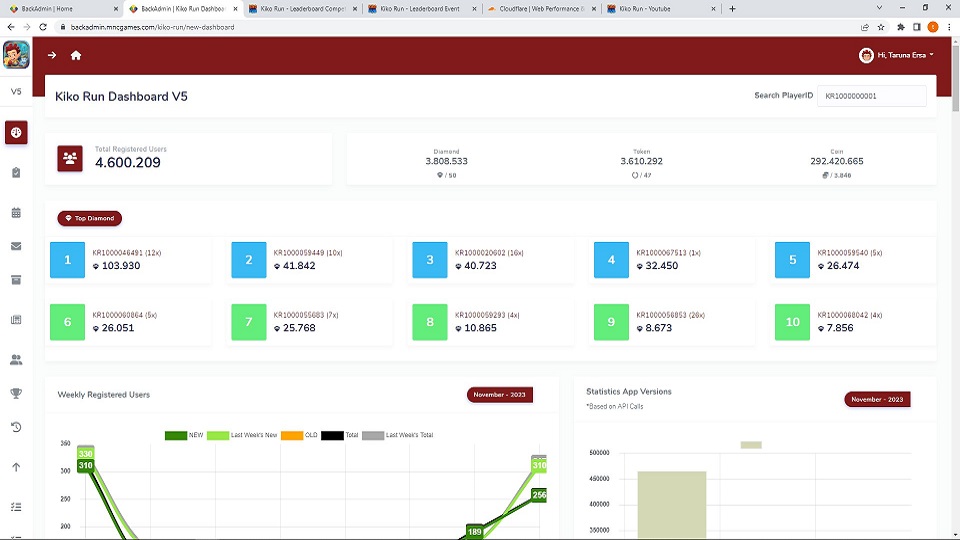 BackAdmin | Home
BackAdmin | Kiko Run Dashboa
Kiko Run - Leaderboard Compet
Kiko Run - Leaderboard Event
Cloudflare | Web Performance &
Kiko Run - Youtube
backadmin.mncgames.com/kiko-run/new-dashboard
Hi, Taruna Ersa
V5
Kiko Run Dashboard V5
Search PlayerID
KR1000000001
Total Registered Users
4.600.209
Diamond
3.808.533
/ 50
Token
3.610.292
/ 47
Coin
292.420.665
/ 3.848
Top Diamond
1
KR1000046491 (12x)
103.930
2
KR1000059449 (10x)
41.842
3
KR1000020602 (16x)
40.723
4
KR1000067513 (1x)
32.450
5
KR1000059540 (5x)
26.474
6
KR1000060864 (5x)
26.051
7
KR1000055683 (7x)
25.768
8
KR1000059293 (4x)
10.865
9
KR1000056853 (26x)
8.673
10
KR1000068042 (4x)
7.856
Weekly Registered Users
November - 2023
NEW
Last Week's New
OLD
Total
Last Week's Total
350
300
250
200
330
310
189
310
256
Statistics App Versions
*Based on API Calls
November - 2023
500000
450000
400000
350000